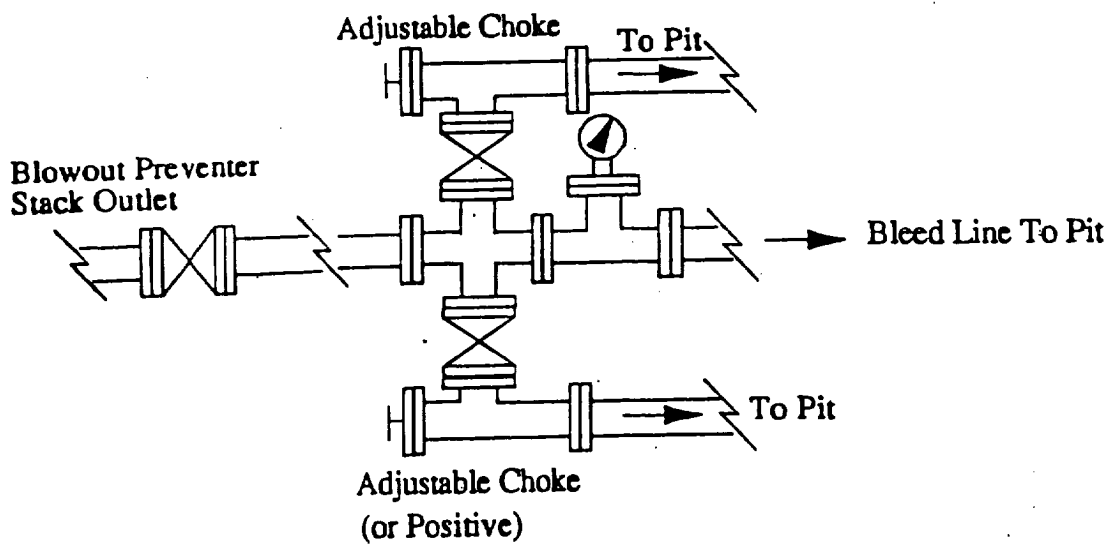 Adjustable Choke
To Pit
Blowout Preventer
Stack Outlet
Bleed Line To Pit
To Pit
Adjustable Choke
(or Positive)